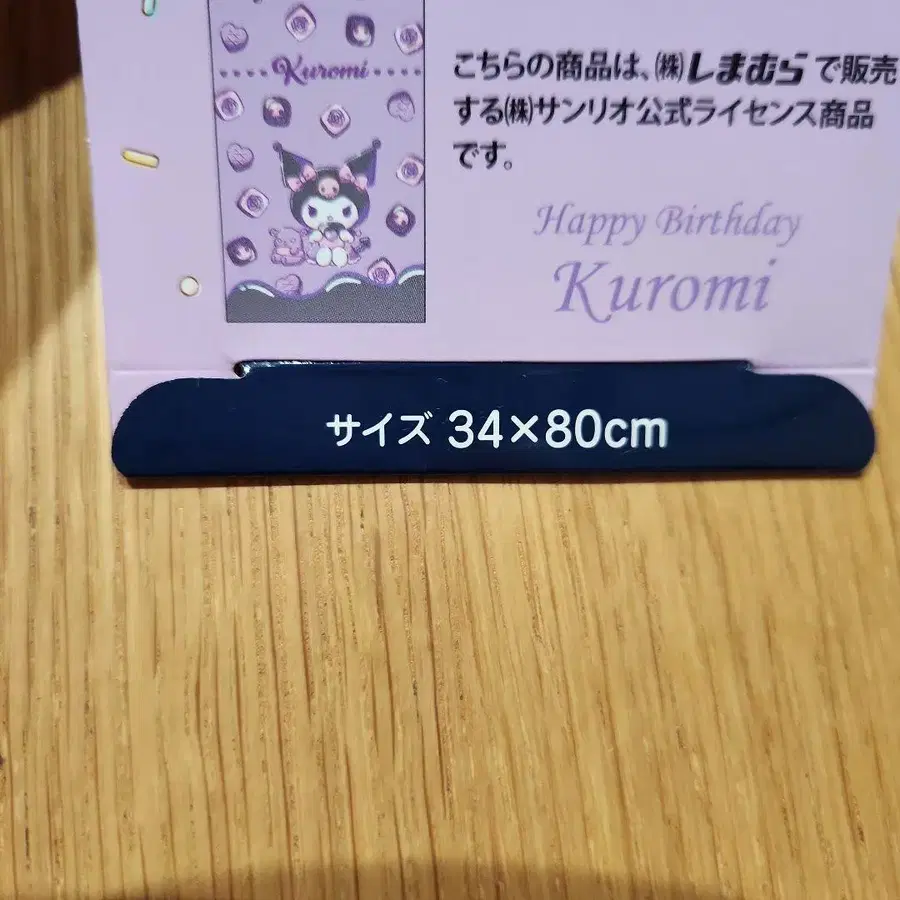 Kuromi
こちらの商品は、㈱しまむらで販売
する㈱サンリオ公式ライセンス商品
です。
Happy Birthday
Kuromi
サイズ 34×80cm